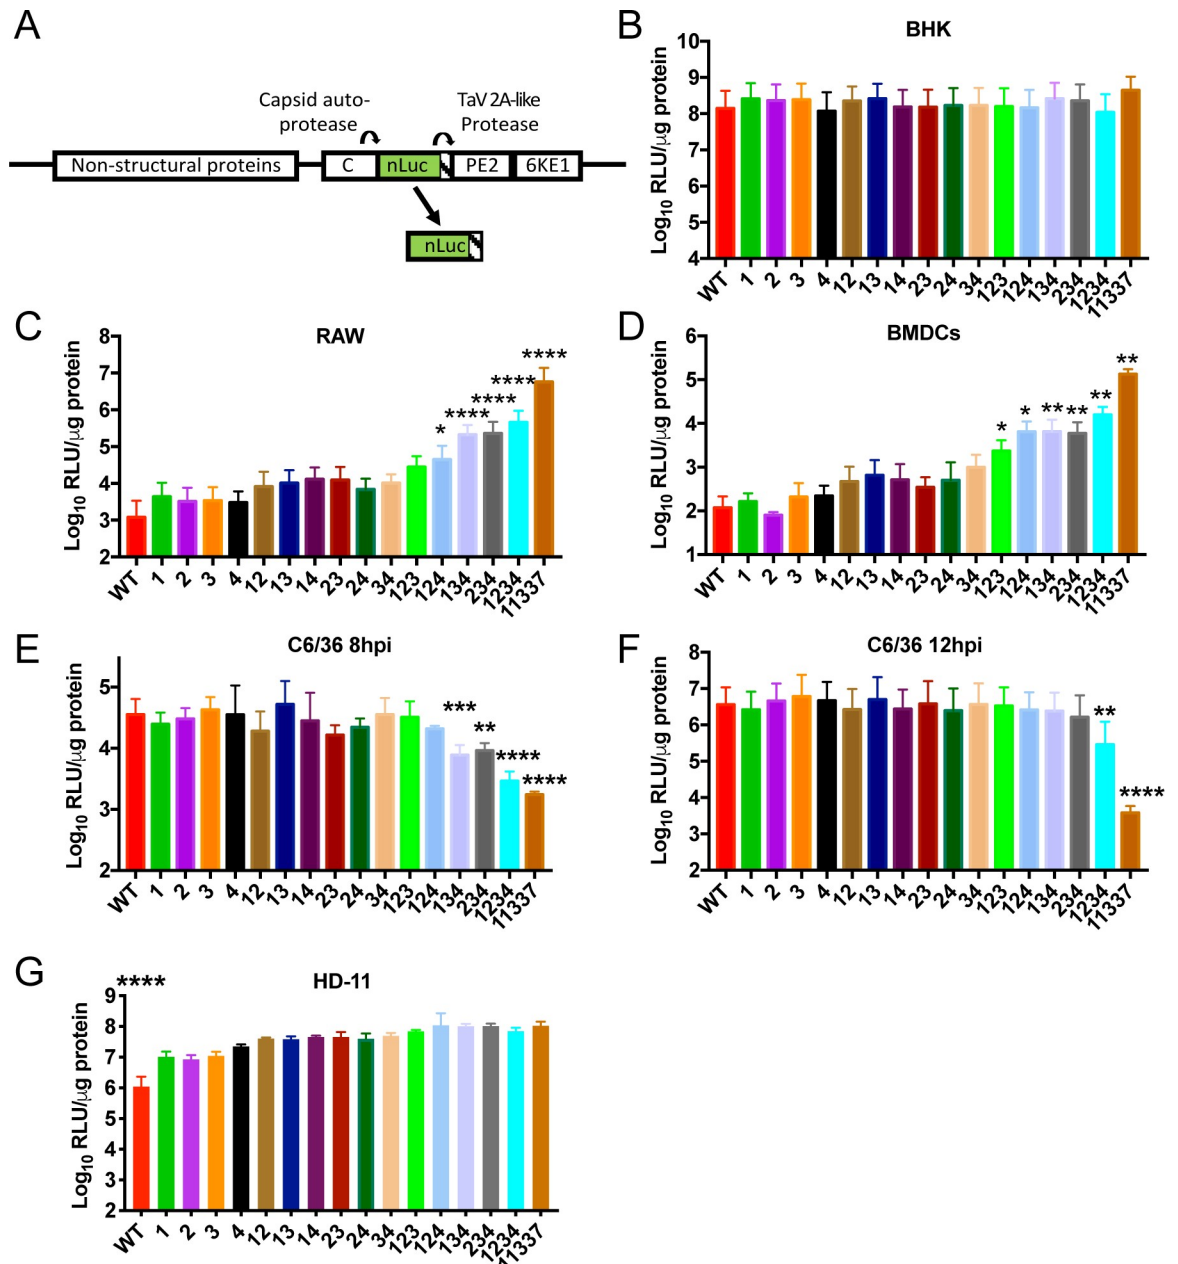 A
Capsid auto-
protease
TaV 2A-like
Protease
Non-structural proteins
C
nLuc
PE2
6KE1
nLuc
B
BHK
Log10 RLU/μg protein
10
9
8
7
6
5
4
WT 1 2 3 4 12 13 14 23 24 34 123 124 134 234 1234 11337
C
RAW
Log10 RLU/μg protein
8
7
6
5
4
3
2
* **** **** **** ****
WT 1 2 3 4 12 13 14 23 24 34 123 124 134 234 1234 11337
D
BMDCs
Log10 RLU/μg protein
6
5
4
3
2
1
* * ** ** ** **
WT 1 2 3 4 12 13 14 23 24 34 123 124 134 234 1234 11337
E
C6/36 8hpi
Log10 RLU/μg protein
5
4
3
2
*** ** **** ****
WT 1 2 3 4 12 13 14 23 24 34 123 124 134 234 1234 11337
F
C6/36 12hpi
Log10 RLU/μg protein
8
7
6
5
4
3
2
** ****
WT 1 2 3 4 12 13 14 23 24 34 123 124 134 234 1234 11337
G
HD-11
****
Log10 RLU/μg protein
9
8
7
6
5
4
3
2
WT 1 2 3 4 12 13 14 23 24 34 123 124 134 234 1234 11337